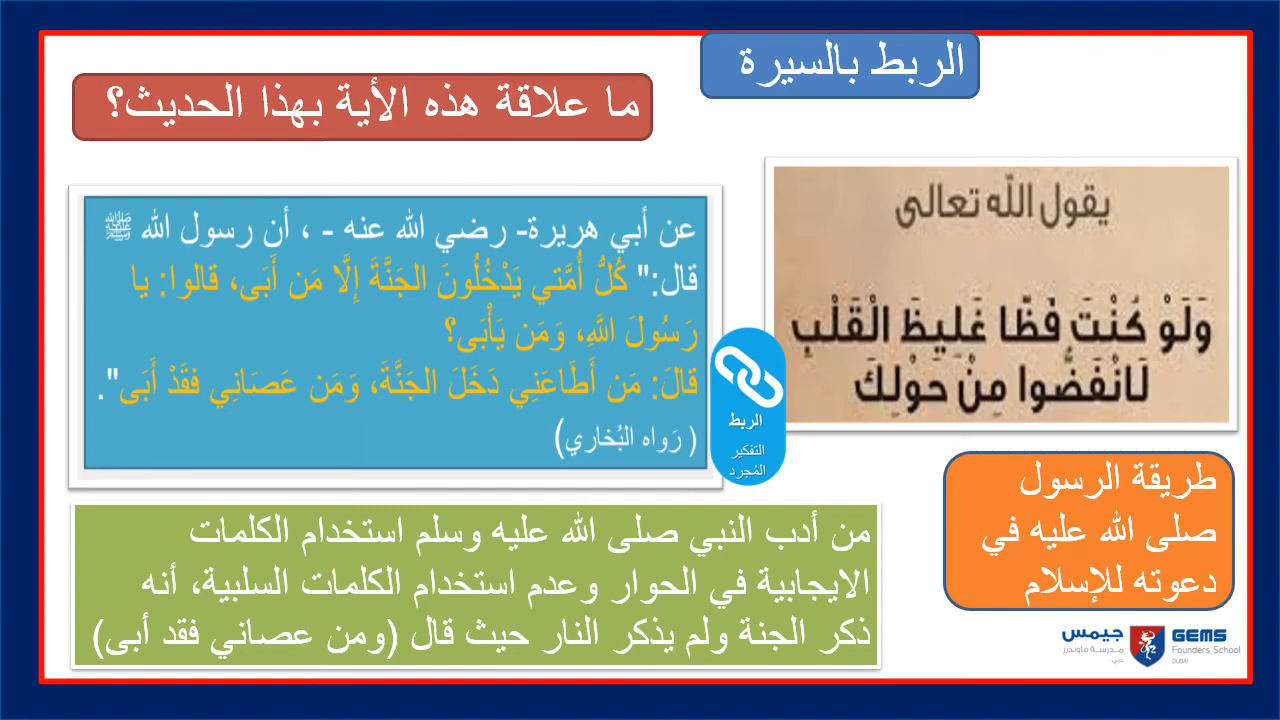 الربط بالسيرة
ما علاقة هذه الأية بهذا الحديث؟
يقول الله تعالى
وَلَوْ كُنْتَ فَظًّا غَلِيظَ الْقَلْبِ
لَانْفَضُّوا مِنْ حَوْلِكَ
عن أبي هريرة- رضي الله عنه - ، أن رسول الله ﷺ
قال:" كُلُّ أُمَّتي يَدْخُلُونَ الجَنَّةَ إِلَّا مَن أَبَى، قالوا: يا
رَسُولَ اللَّهِ، وَمَن يَأْبَى؟
قالَ: مَن أَطَاعَنِي دَخَلَ الجَنَّةَ، وَمَن عَصَانِي فقَدْ أَبَى".
( رَواه البُخاري)
الربط
التفكير
المُجرد
طريقة الرسول
صلى الله عليه في
دعوته للإسلام
من أدب النبي صلى الله عليه وسلم استخدام الكلمات
الايجابية في الحوار وعدم استخدام الكلمات السلبية، أنه
ذكر الجنة ولم يذكر النار حيث قال (ومن عصاني فقد أبى)
جيمس
مدرسة فاوندرز
دبي
GEMS
Founders School
DUBAI